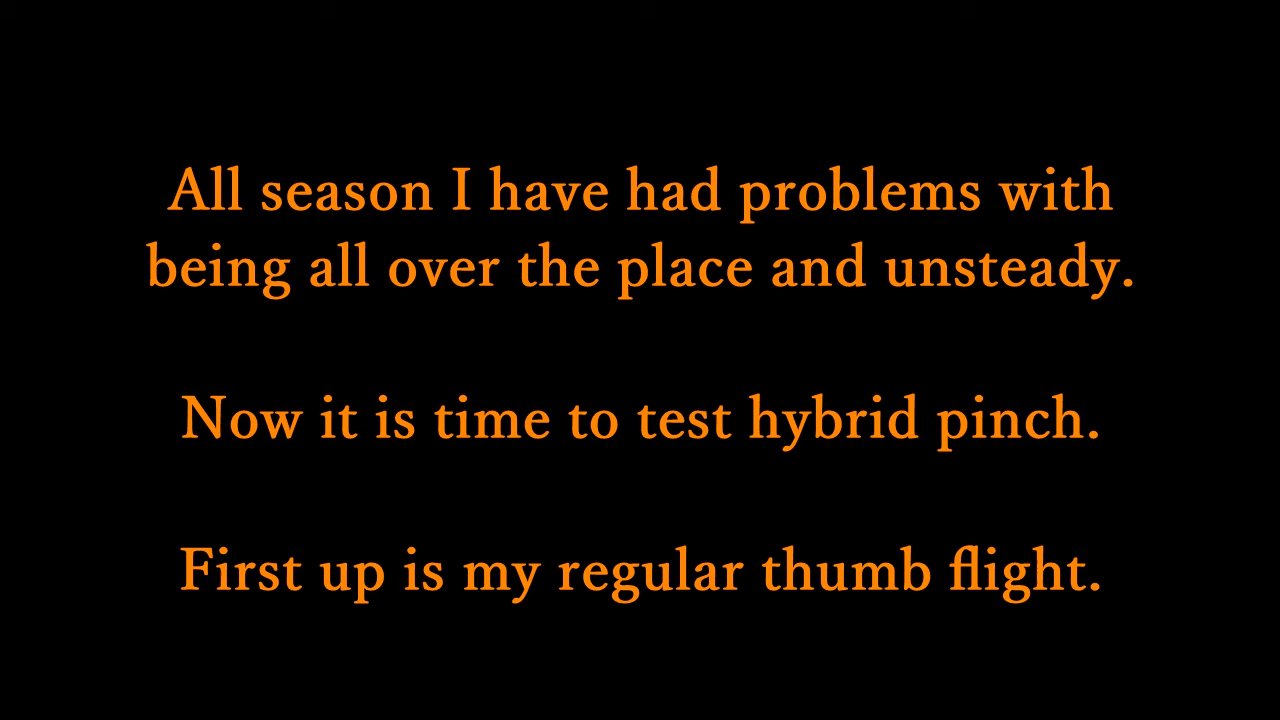 All season I have had problems with
being all over the place and unsteady.
Now it is time to test hybrid pinch.
First up is my regular thumb flight.